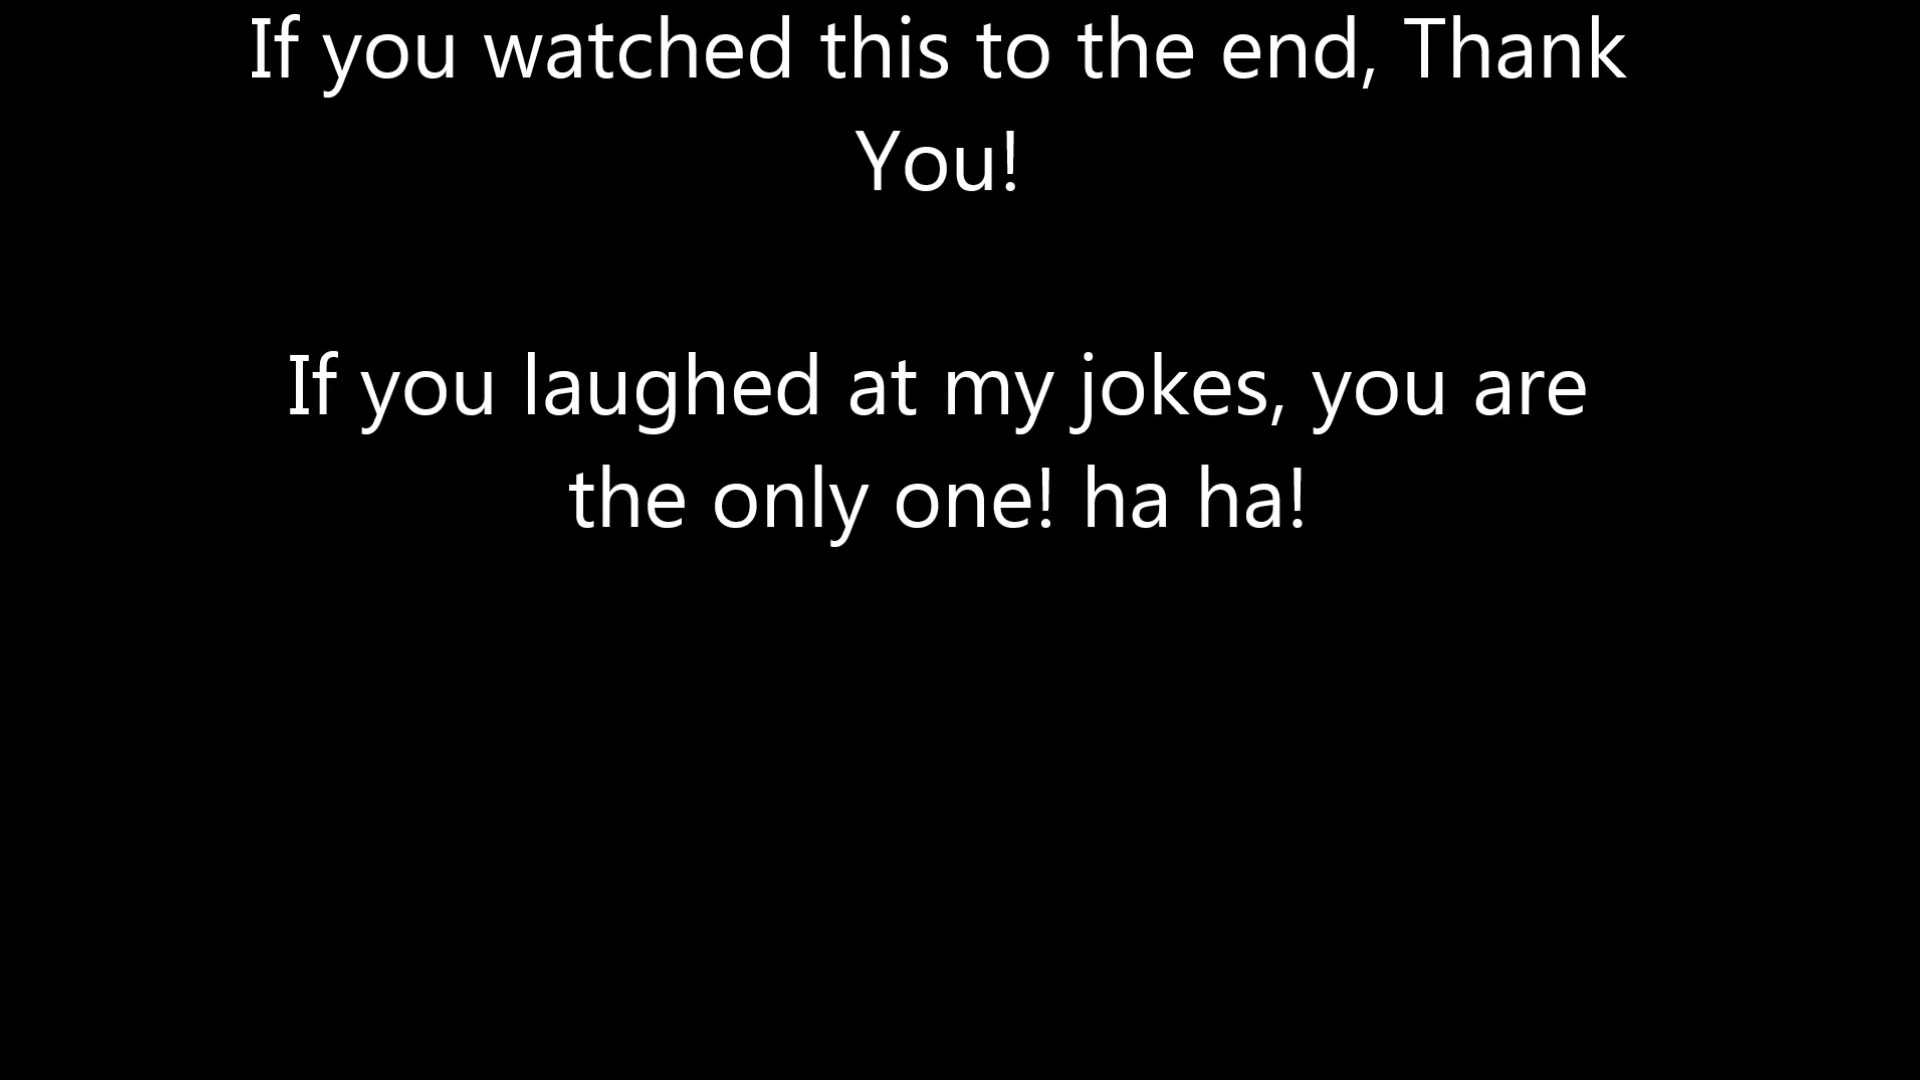 If you watched this to the end, Thank
You!
If you laughed at my jokes, you are
the only one! ha ha!